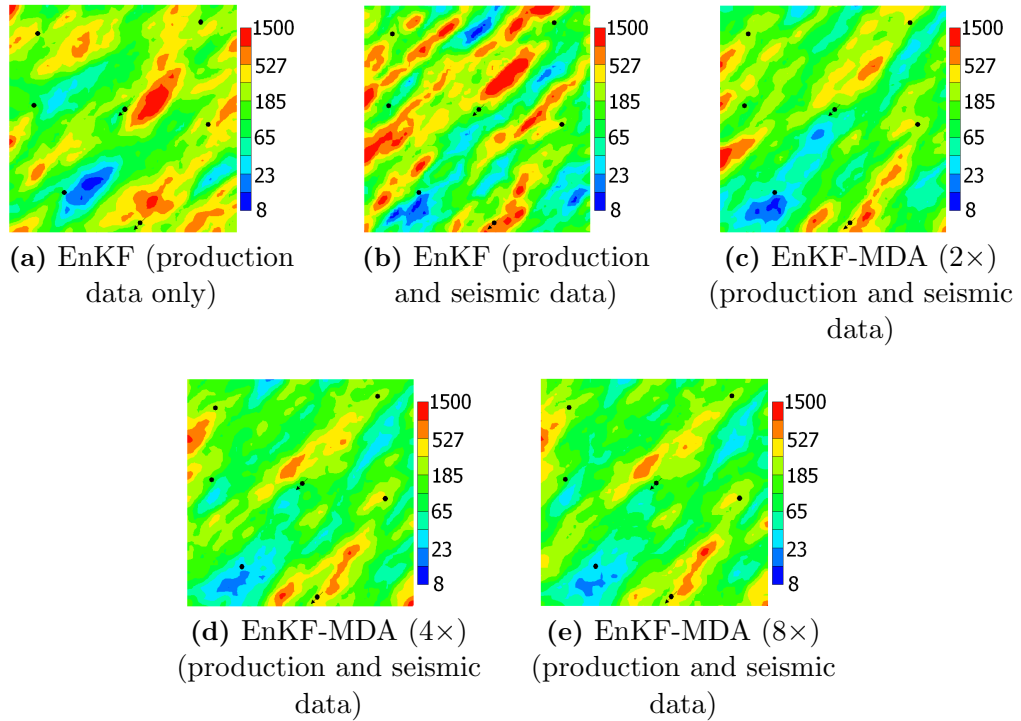 1500
527
185
65
23
8
1500
527
185
65
23
8
1500
527
185
65
23
8
(a) EnKF (production
data only)
(b) EnKF (production
and seismic data)
(c) EnKF-MDA (2×)
(production and seismic
data)
1500
527
185
65
23
8
1500
527
185
65
23
8
(d) EnKF-MDA (4×)
(production and seismic
data)
(e) EnKF-MDA (8×)
(production and seismic
data)